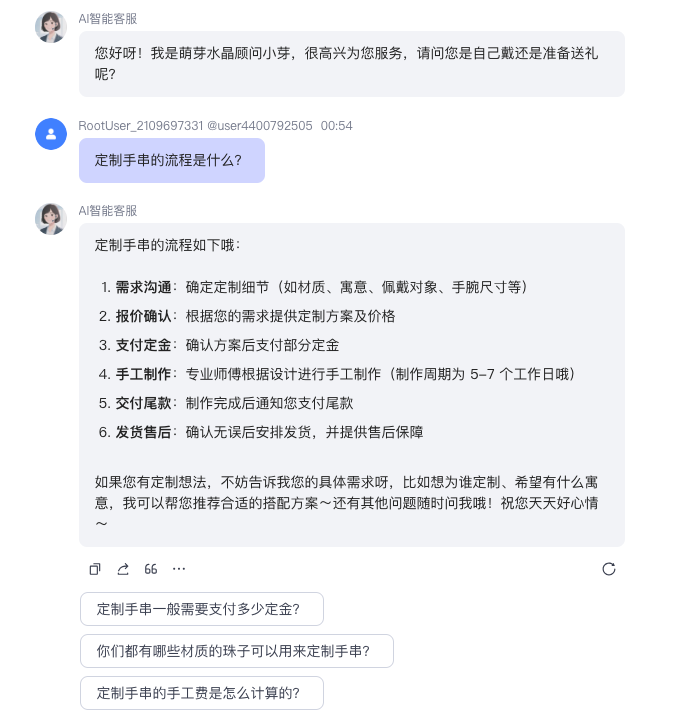 AI智能客服
您好呀！我是萌芽水晶顾问小芽，很高兴为您服务，请问您是自己戴还是准备送礼
呢？
RootUser_2109697331 @user4400792505 00:54
定制手串的流程是什么？
AI智能客服
定制手串的流程如下哦：
1. 需求沟通：确定定制细节（如材质、寓意、佩戴对象、手腕尺寸等）
2. 报价确认：根据您的需求提供定制方案及价格
3. 支付定金：确认方案后支付部分定金
4. 手工制作：专业师傅根据设计进行手工制作（制作周期为 5-7 个工作日哦）
5. 交付尾款：制作完成后通知您支付尾款
6. 发货售后：确认无误后安排发货，并提供售后保障
如果您有定制想法，不妨告诉我您的具体需求呀，比如想为谁定制、希望有什么寓
意，我可以帮您推荐合适的搭配方案～还有其他问题随时问我哦！祝您天天好心情
～
定制手串一般需要支付多少定金？
你们都有哪些材质的珠子可以用来定制手串？
定制手串的手工费是怎么计算的？